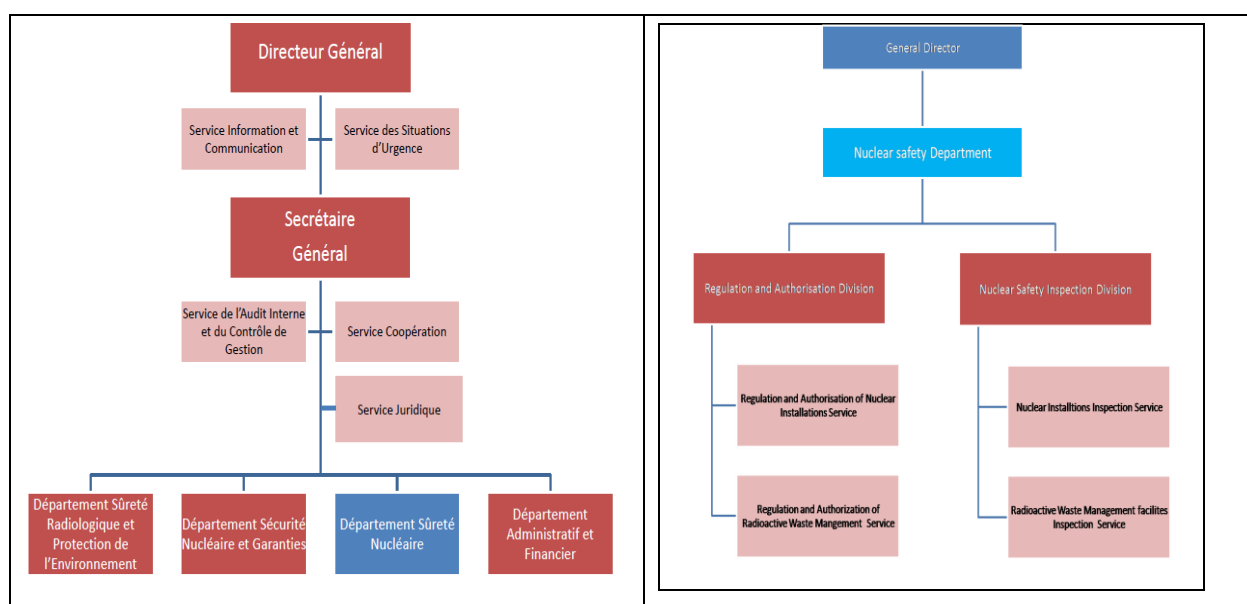 Directeur Général
Service Information et
Communication
Service des Situations
d'Urgence
Secrétaire
Général
Service de l'Audit Interne
et du Contrôle de
Gestion
Service Coopération
Service Juridique
Département Sûreté
Radiologique et
Protection de
l'Environnement
Département Sécurité
Nucléaire et Garanties
Département Sûreté
Nucléaire
Département
Administratif et
Financier
General Director
Nuclear safety Department
Regulation and Authorisation Division
Nuclear Safety Inspection Division
Regulation and Authorisation of Nuclear
Installations Service
Nuclear Installtions Inspection Service
Regulation and Authorization of
Radioactive Waste Mangement Service
Radioactive Waste Management facilites
Inspection Service